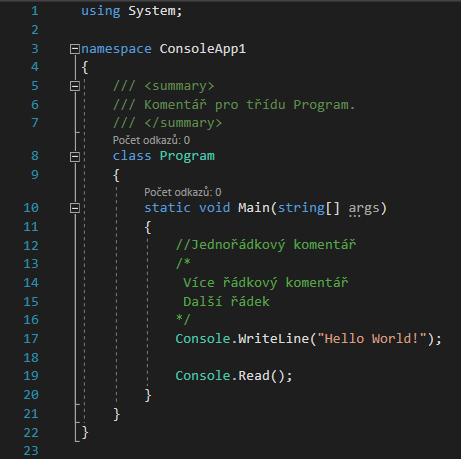 1 using System;
2
3 namespace ConsoleApp1
4 {
5 /// <summary>
6 /// Komentář pro třídu Program.
7 /// </summary>
Počet odkazů: 0
8 class Program
9 {
Počet odkazů: 0
10 static void Main(string[] args)
11 {
12 //Jednořádkový komentář
13 /*
14 Více řádkový komentář
15 Další řádek
16 */
17 Console.WriteLine("Hello World!");
18
19 Console.Read();
20 }
21 }
22 }
23